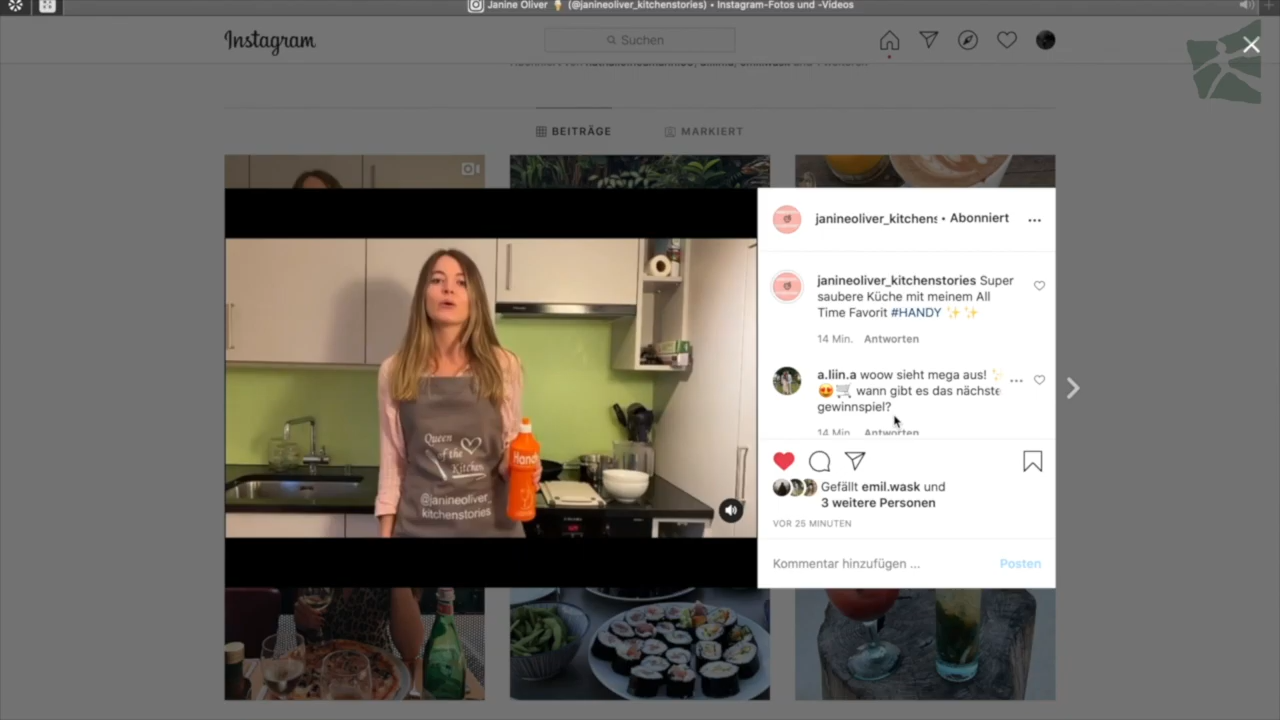 Janine Oliver 🍦 (@janineoliver_kitchenstories) • Instagram-Fotos und -Videos
Instagram
Suchen
BEITRÄGE
MARKIERT
janineoliver_kitchens • Abonniert
janineoliver_kitchenstories Super
saubere Küche mit meinem All
Time Favorit #HANDY ✨ ✨
14 Min. Antworten
a.liin.a woow sieht mega aus! ✨
😍🛒 wann gibt es das nächste
gewinnspiel?
14 Min. Antworten
Gefällt emil.wask und
3 weitere Personen
VOR 25 MINUTEN
Kommentar hinzufügen ... Posten
Queen
of the
Kitchen
@janineoliver_
kitchenstories
Handy